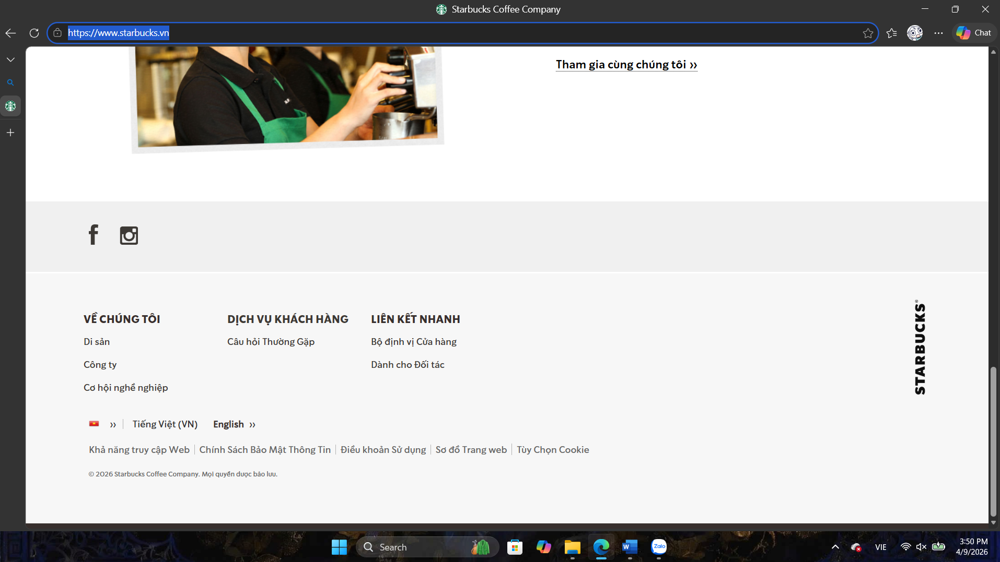 Starbucks Coffee Company
https://www.starbucks.vn
Chat
Tham gia cùng chúng tôi ››
VỀ CHÚNG TÔI
Di sản
Công ty
Cơ hội nghề nghiệp
DỊCH VỤ KHÁCH HÀNG
Câu hỏi Thường Gặp
LIÊN KẾT NHANH
Bộ định vị Cửa hàng
Dành cho Đối tác
STARBUCKS®
›› Tiếng Việt (VN) English ››
Khả năng truy cập Web Chính Sách Bảo Mật Thông Tin Điều khoản Sử dụng Sơ đồ Trang web Tùy Chọn Cookie
© 2026 Starbucks Coffee Company. Mọi quyền được bảo lưu.
Search
W
Zalo
VIE
3:50 PM
4/9/2026